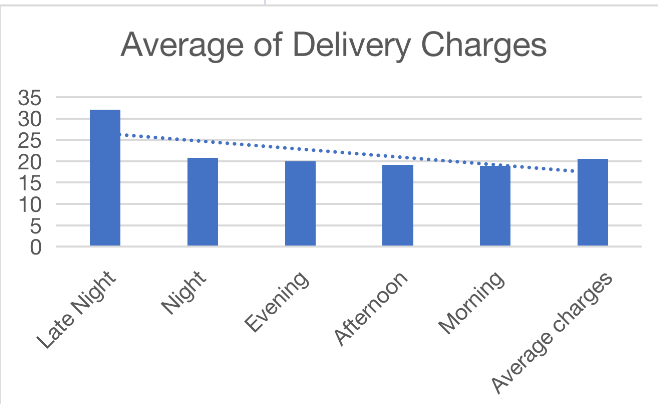 Average of Delivery Charges
35
30
25
20
15
10
5
0
Late Night
Night
Evening
Afternoon
Morning
Average charges